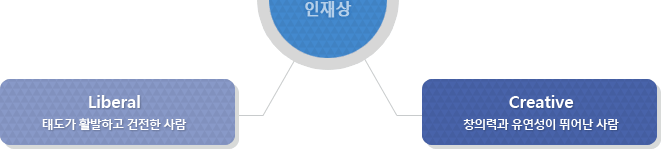 인재상
Liberal
태도가 활발하고 건전한 사람
Creative
창의력과 유연성이 뛰어난 사람